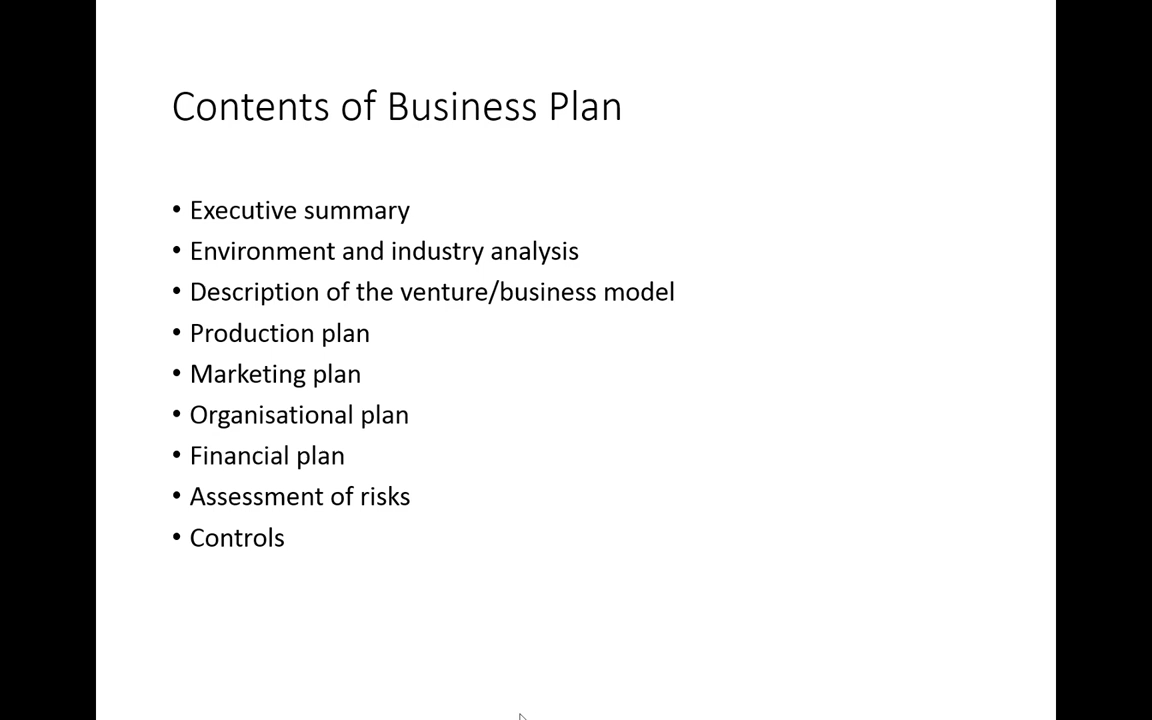 Contents of Business Plan
• Executive summary
• Environment and industry analysis
• Description of the venture/business model
• Production plan
• Marketing plan
• Organisational plan
• Financial plan
• Assessment of risks
• Controls